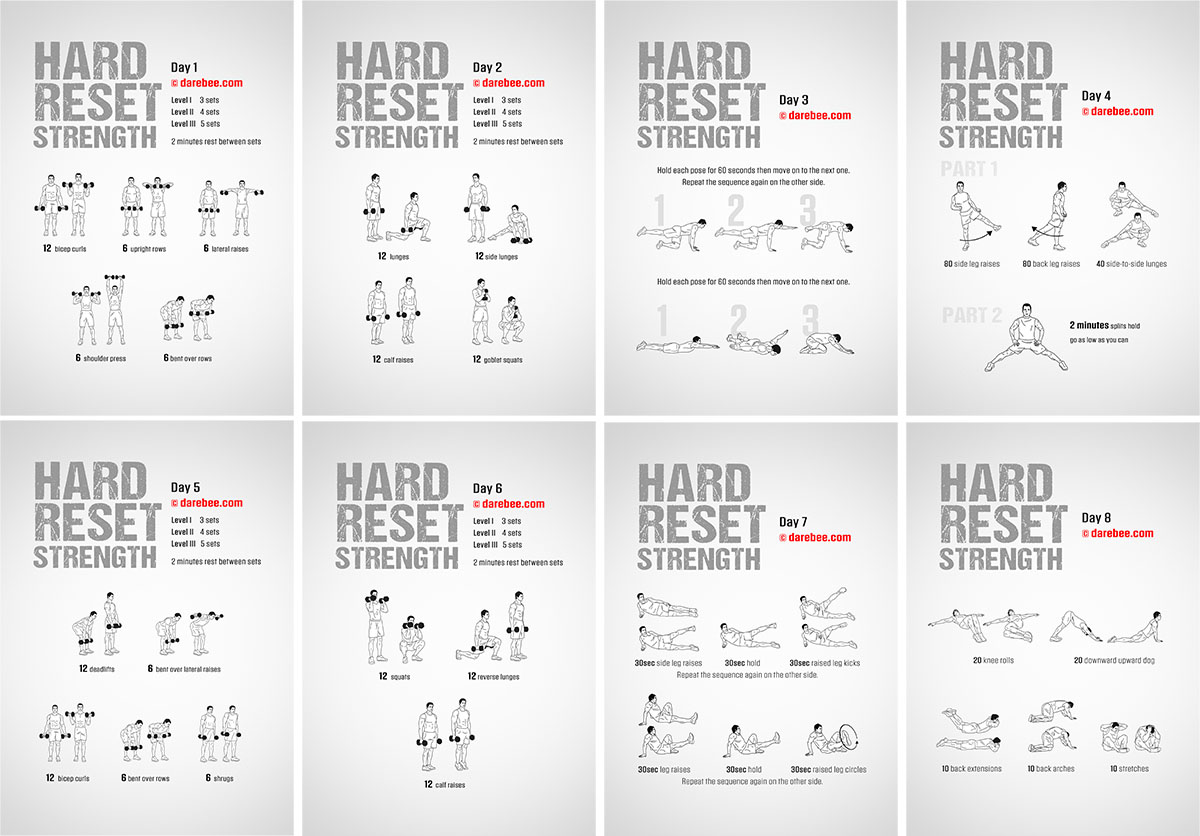 HARD
RESET
STRENGTH
Day 1
© darebee.com
Level I 3 sets
Level II 4 sets
Level III 5 sets
2 minutes rest between sets
12 bicep curls
6 upright rows
6 lateral raises
6 shoulder press
6 bent over rows
HARD
RESET
STRENGTH
Day 2
© darebee.com
Level I 3 sets
Level II 4 sets
Level III 5 sets
2 minutes rest between sets
12 lunges
12 side lunges
12 calf raises
12 goblet squats
HARD
RESET
STRENGTH
Day 3
© darebee.com
Hold each pose for 60 seconds then move on to the next one.
Repeat the sequence again on the other side.
1 2 3
Hold each pose for 60 seconds then move on to the next one.
1 2 3
HARD
RESET
STRENGTH
Day 4
© darebee.com
PART 1
80 side leg raises
80 back leg raises
40 side-to-side lunges
PART 2
2 minutes splits hold
go as low as you can
HARD
RESET
STRENGTH
Day 5
© darebee.com
Level I 3 sets
Level II 4 sets
Level III 5 sets
2 minutes rest between sets
12 deadlifts
6 bent over lateral raises
12 bicep curls
6 bent over rows
6 shrugs
HARD
RESET
STRENGTH
Day 6
© darebee.com
Level I 3 sets
Level II 4 sets
Level III 5 sets
2 minutes rest between sets
12 squats
12 reverse lunges
12 calf raises
HARD
RESET
STRENGTH
Day 7
© darebee.com
30sec side leg raises
30sec hold
30sec raised leg kicks
Repeat the sequence again on the other side.
30sec leg raises
30sec hold
30sec raised leg circles
Repeat the sequence again on the other side.
HARD
RESET
STRENGTH
Day 8
© darebee.com
20 knee rolls
20 downward upward dog
10 back extensions
10 back arches
10 stretches